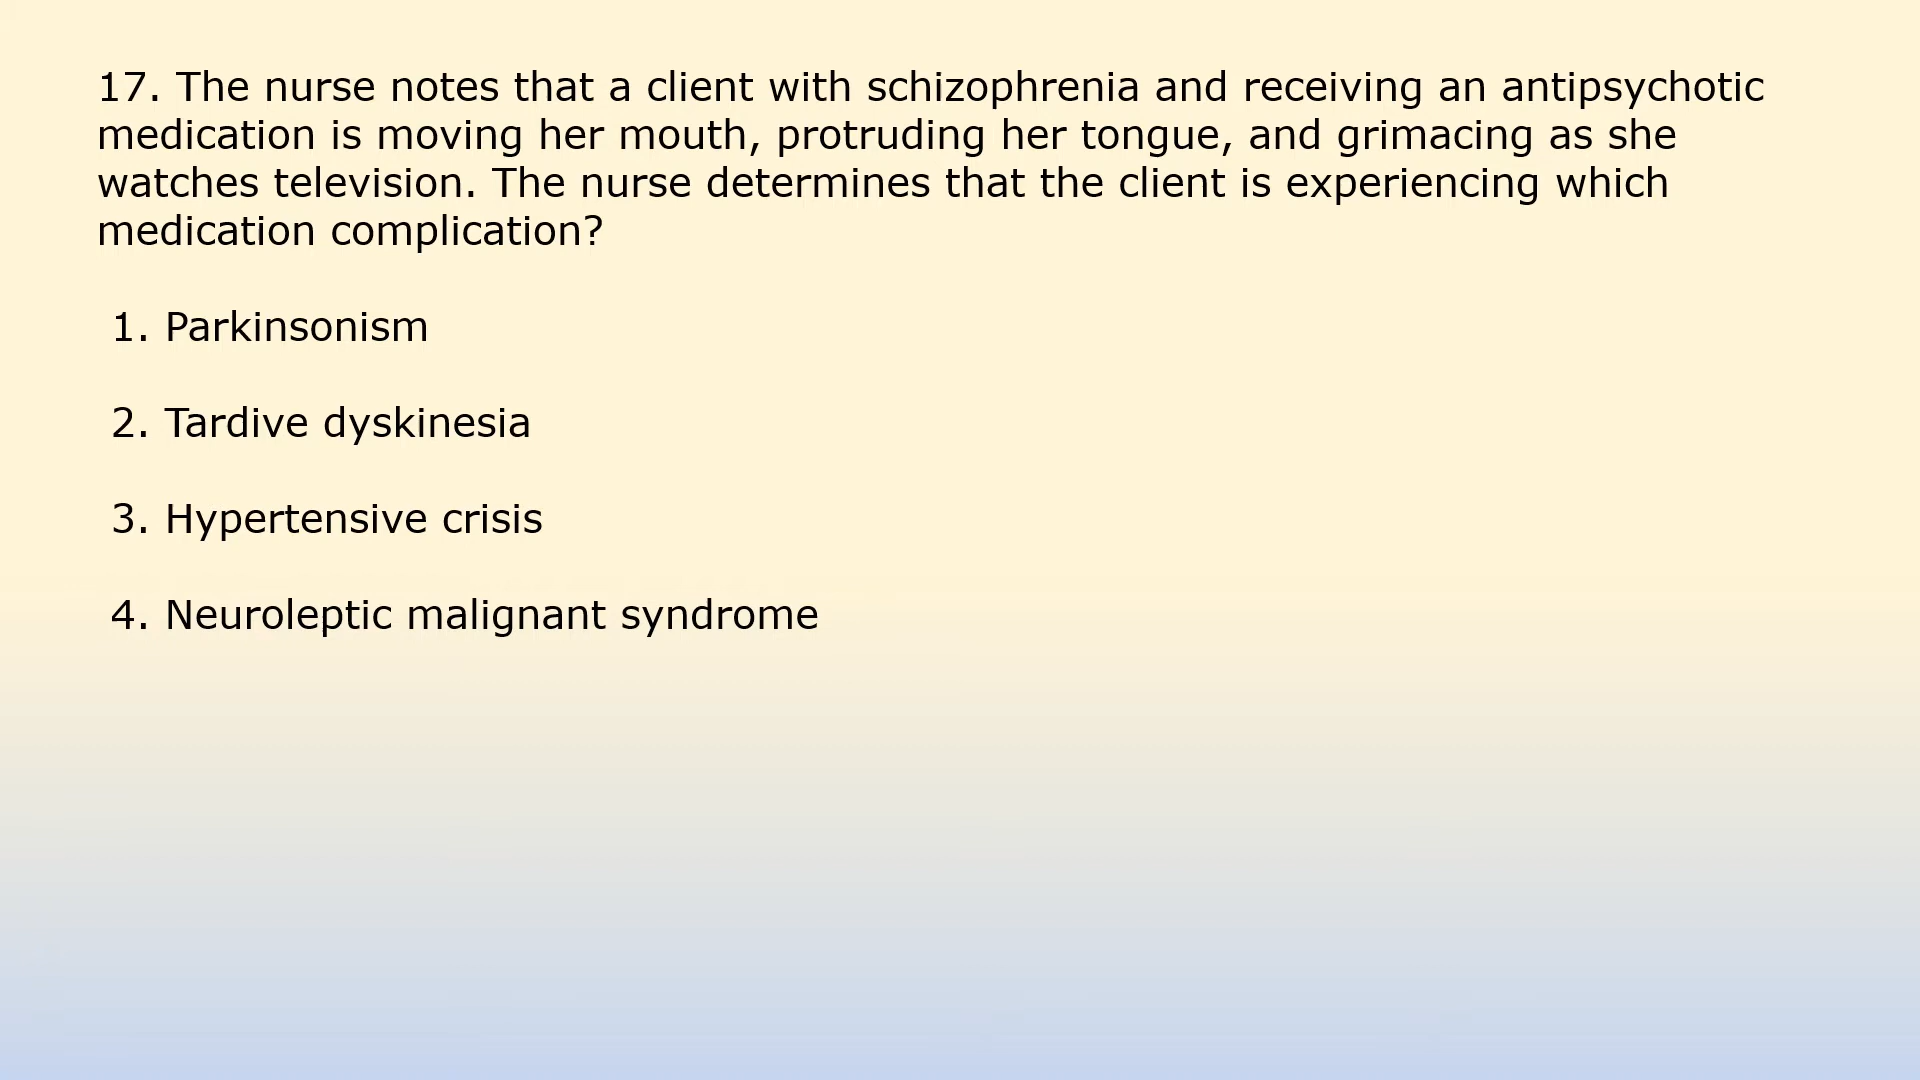 17. The nurse notes that a client with schizophrenia and receiving an antipsychotic
medication is moving her mouth, protruding her tongue, and grimacing as she
watches television. The nurse determines that the client is experiencing which
medication complication?
1. Parkinsonism
2. Tardive dyskinesia
3. Hypertensive crisis
4. Neuroleptic malignant syndrome